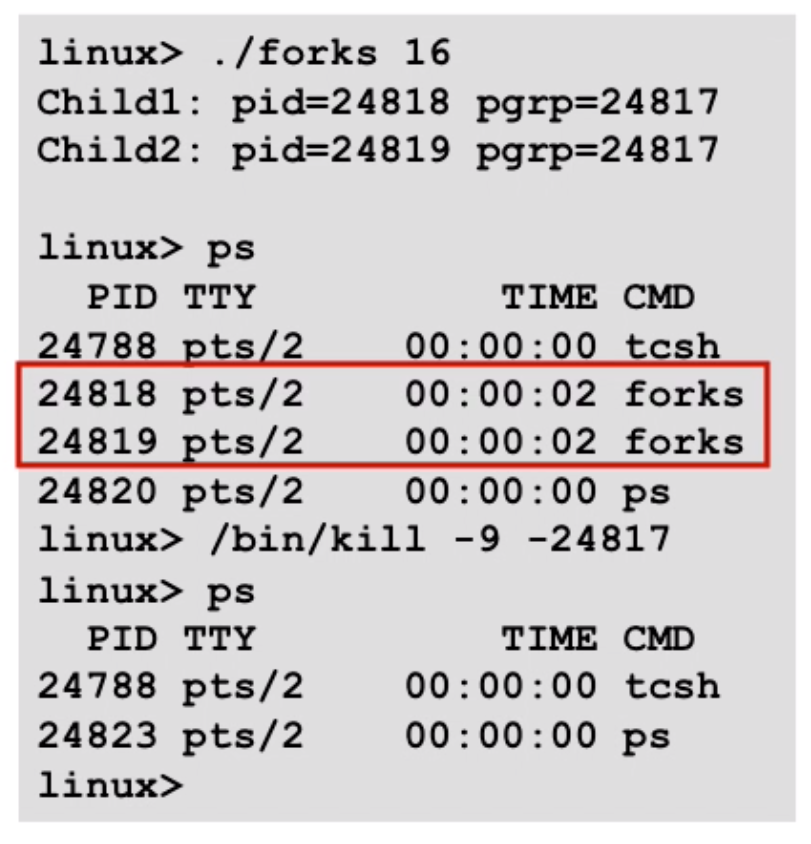 linux> ./forks 16
Child1: pid=24818 pgrp=24817
Child2: pid=24819 pgrp=24817
linux> ps
PID TTY TIME CMD
24788 pts/2 00:00:00 tcsh
24818 pts/2 00:00:02 forks
24819 pts/2 00:00:02 forks
24820 pts/2 00:00:00 ps
linux> /bin/kill -9 -24817
linux> ps
PID TTY TIME CMD
24788 pts/2 00:00:00 tcsh
24823 pts/2 00:00:00 ps
linux>